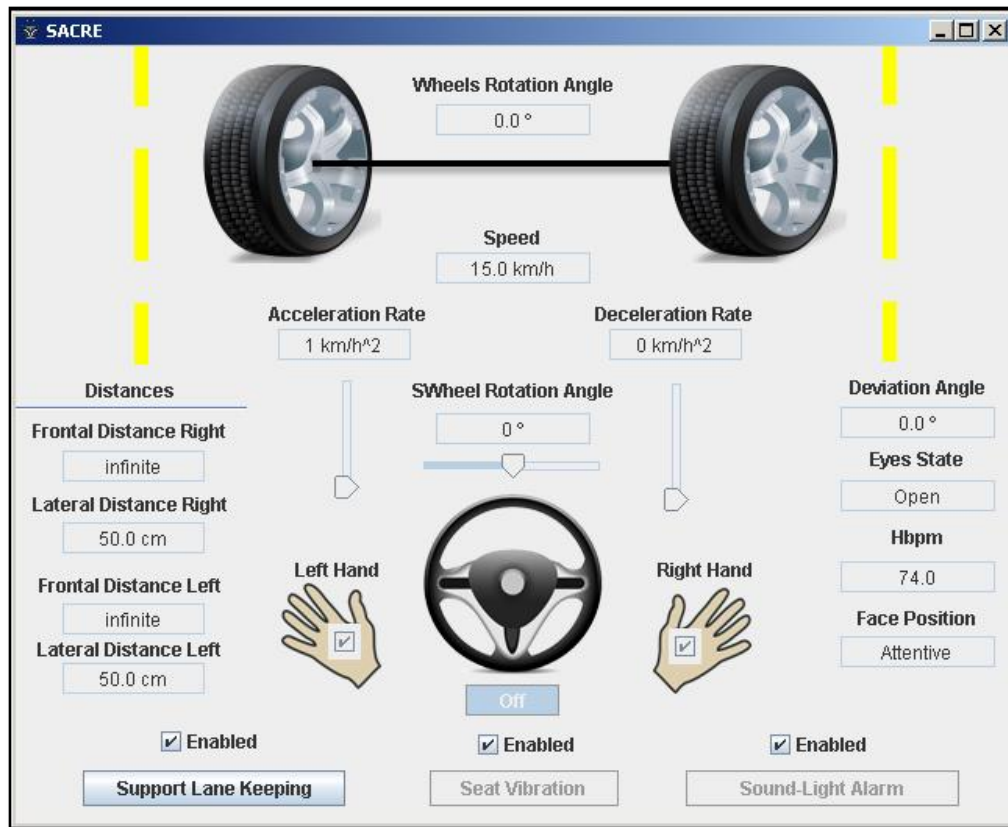 SACRE
Wheels Rotation Angle
0.0 º
Speed
15.0 km/h
Acceleration Rate
1 km/h^2
Deceleration Rate
0 km/h^2
Distances
Frontal Distance Right
infinite
Lateral Distance Right
50.0 cm
Frontal Distance Left
infinite
Lateral Distance Left
50.0 cm
SWheel Rotation Angle
0 º
Left Hand
Right Hand
Off
Deviation Angle
0.0 º
Eyes State
Open
Hbpm
74.0
Face Position
Attentive
Enabled
Support Lane Keeping
Enabled
Seat Vibration
Enabled
Sound-Light Alarm